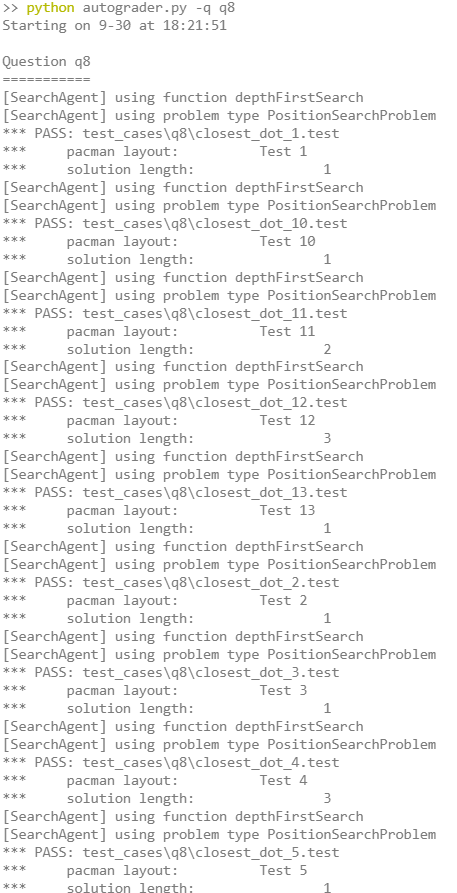 >> python autograder.py -q q8
Starting on 9-30 at 18:21:51
Question q8
===========
[SearchAgent] using function depthFirstSearch
[SearchAgent] using problem type PositionSearchProblem
*** PASS: test_cases\q8\closest_dot_1.test
***     pacman layout:          Test 1
***     solution length:                1
[SearchAgent] using function depthFirstSearch
[SearchAgent] using problem type PositionSearchProblem
*** PASS: test_cases\q8\closest_dot_10.test
***     pacman layout:          Test 10
***     solution length:                1
[SearchAgent] using function depthFirstSearch
[SearchAgent] using problem type PositionSearchProblem
*** PASS: test_cases\q8\closest_dot_11.test
***     pacman layout:          Test 11
***     solution length:                2
[SearchAgent] using function depthFirstSearch
[SearchAgent] using problem type PositionSearchProblem
*** PASS: test_cases\q8\closest_dot_12.test
***     pacman layout:          Test 12
***     solution length:                3
[SearchAgent] using function depthFirstSearch
[SearchAgent] using problem type PositionSearchProblem
*** PASS: test_cases\q8\closest_dot_13.test
***     pacman layout:          Test 13
***     solution length:                1
[SearchAgent] using function depthFirstSearch
[SearchAgent] using problem type PositionSearchProblem
*** PASS: test_cases\q8\closest_dot_2.test
***     pacman layout:          Test 2
***     solution length:                1
[SearchAgent] using function depthFirstSearch
[SearchAgent] using problem type PositionSearchProblem
*** PASS: test_cases\q8\closest_dot_3.test
***     pacman layout:          Test 3
***     solution length:                1
[SearchAgent] using function depthFirstSearch
[SearchAgent] using problem type PositionSearchProblem
*** PASS: test_cases\q8\closest_dot_4.test
***     pacman layout:          Test 4
***     solution length:                3
[SearchAgent] using function depthFirstSearch
[SearchAgent] using problem type PositionSearchProblem
*** PASS: test_cases\q8\closest_dot_5.test
***     pacman layout:          Test 5
***     solution length:                1